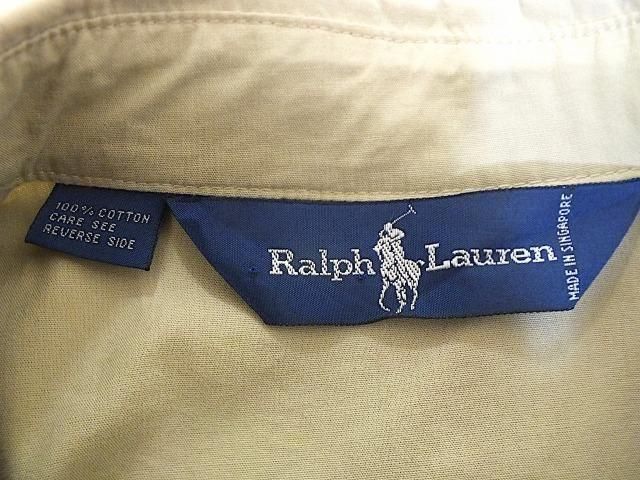 100% COTTON
CARE SEE
REVERSE SIDE
Ralph Lauren
MADE IN SINGAPORE